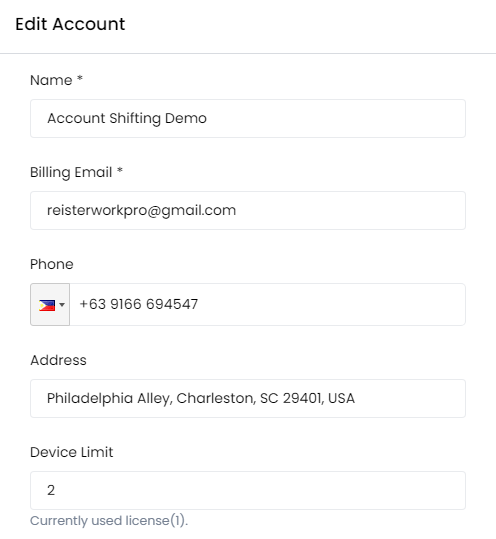 Edit Account
Name *
Account Shifting Demo
Billing Email *
reisterworkpro@gmail.com
Phone
+63 9166 694547
Address
Philadelphia Alley, Charleston, SC 29401, USA
Device Limit
2
Currently used license(1).